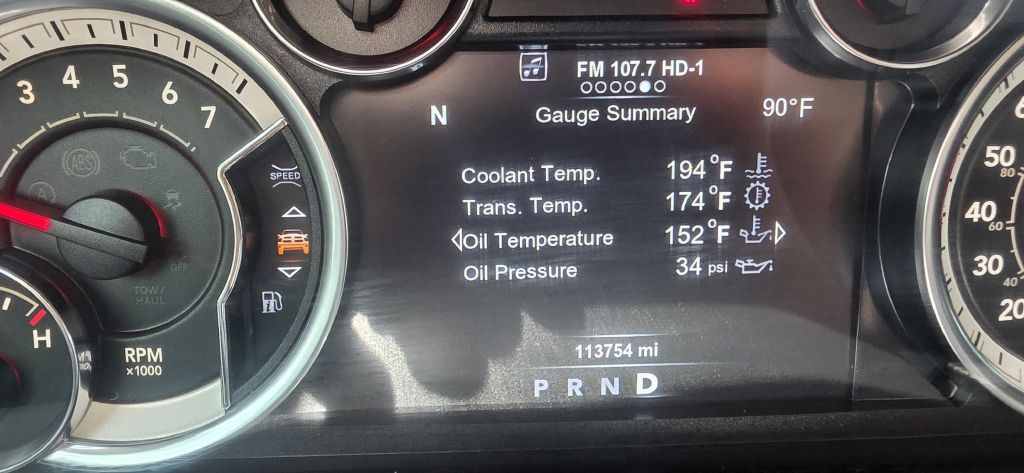 FM 107.7 HD-1
N Gauge Summary 90°F
Coolant Temp. 194°F
Trans. Temp. 174°F
Oil Temperature 152°F
Oil Pressure 34 psi
113754 mi
P R N D
3 4 5 6 7
ABS
SPEED
OFF
TOW/
HAUL
RPM
×1000
H
50
80
40
60
30
40
20